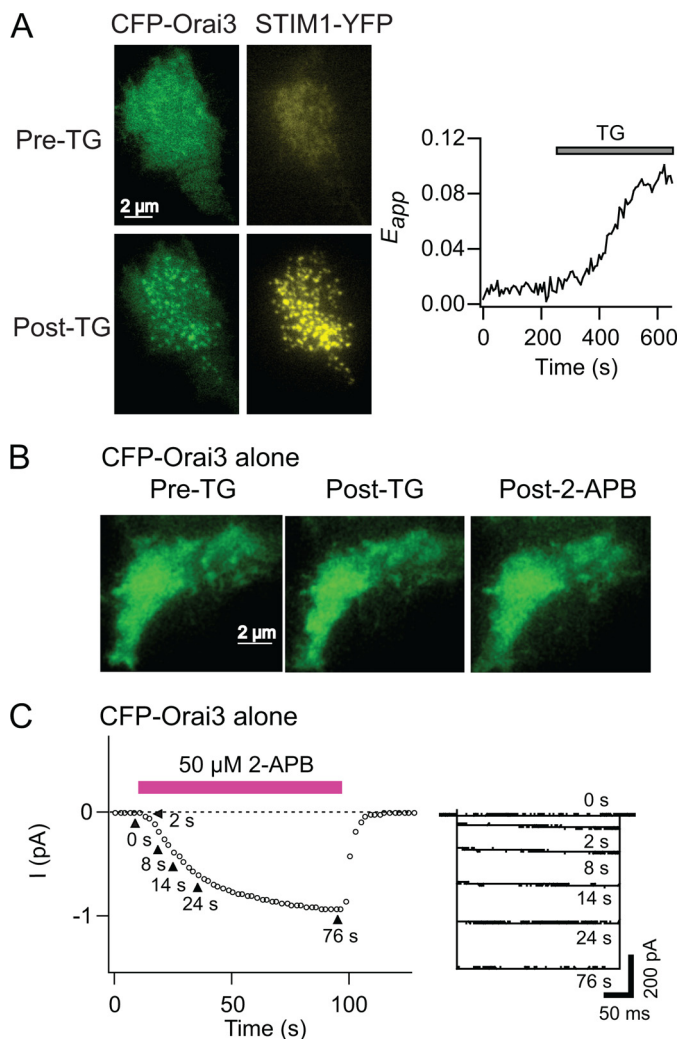 A
CFP-Orai3 STIM1-YFP
Pre-TG
2 µm
Post-TG
TG
0.12
0.08
0.04
0.00
Eapp
0 200 400 600
Time (s)
B
CFP-Orai3 alone
Pre-TG Post-TG Post-2-APB
2 µm
C
CFP-Orai3 alone
50 µM 2-APB
0
-1
I (pA)
2 s
0 s
8 s
14 s
24 s
76 s
0 50 100
Time (s)
0 s
2 s
8 s
14 s
24 s
76 s
200 pA
50 ms